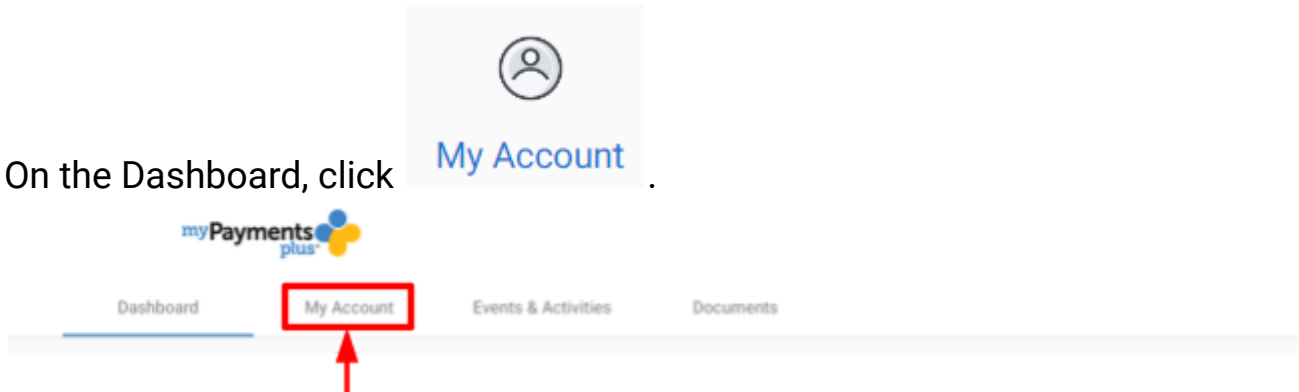 On the Dashboard, click My Account .
myPayments
plus
Dashboard My Account Events & Activities Documents